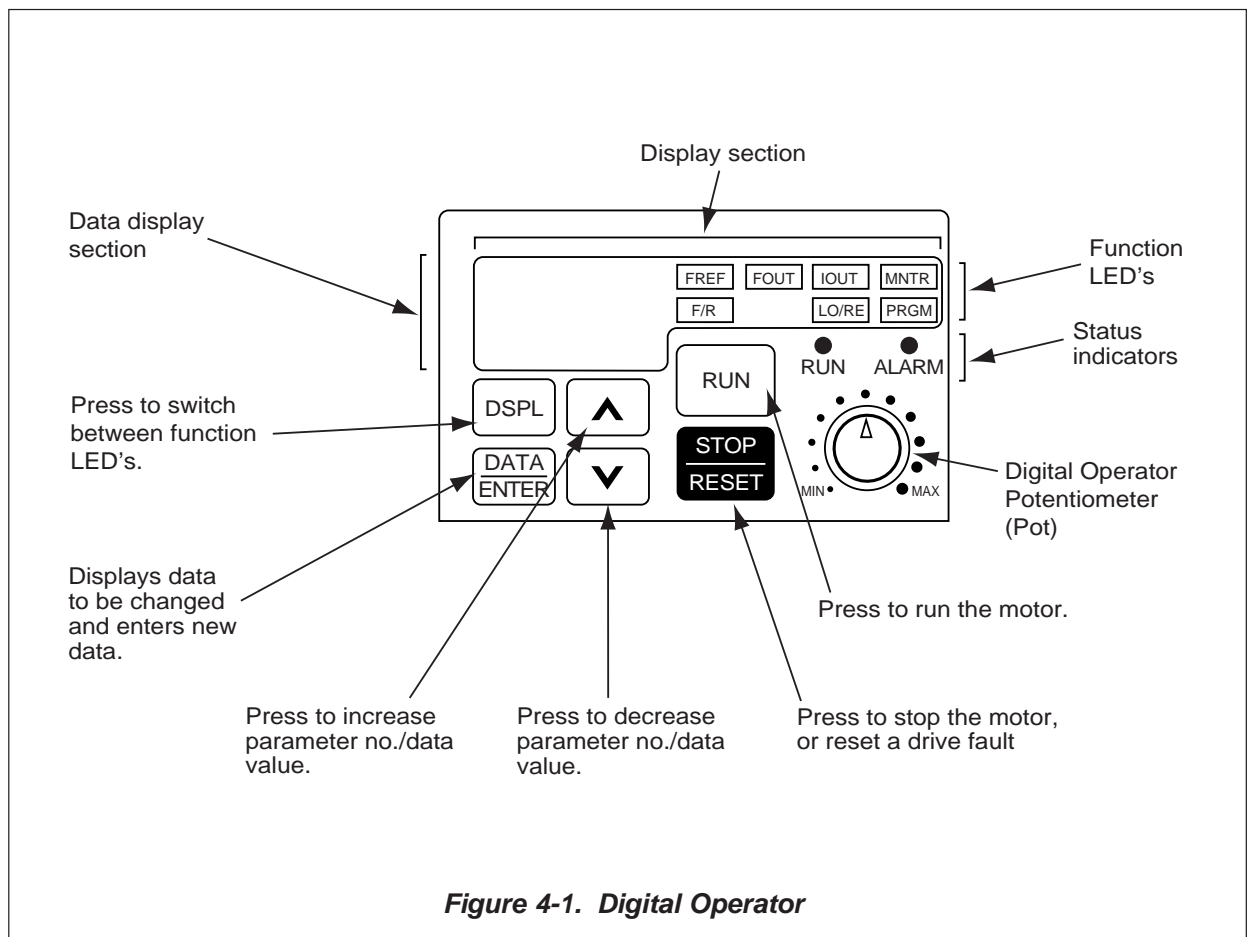 Display section
Data display
section
Function
LED's
FREF FOUT IOUT MNTR
F/R LO/RE PRGM
Status
indicators
RUN ALARM
RUN
DSPL
Press to switch
between function
LED's.
STOP
RESET
DATA
ENTER
MIN MAX
Digital Operator
Potentiometer
(Pot)
Displays data
to be changed
and enters new
data.
Press to run the motor.
Press to increase
parameter no./data
value.
Press to decrease
parameter no./data
value.
Press to stop the motor,
or reset a drive fault
Figure 4-1. Digital Operator